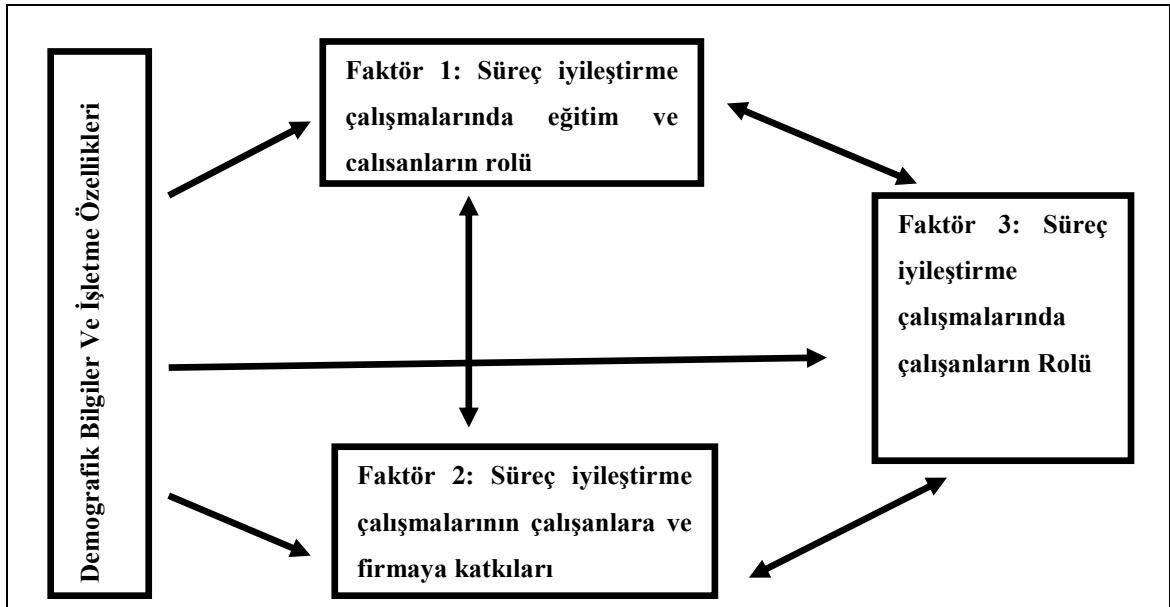 Demografik Bilgiler Ve İşletme Özellikleri
Faktör 1: Süreç iyileştirme
çalışmalarında eğitim ve
calısanların rolü
Faktör 2: Süreç iyileştirme
çalışmalarının çalışanlara ve
firmaya katkıları
Faktör 3: Süreç
iyileştirme
çalışmalarında
çalışanların Rolü